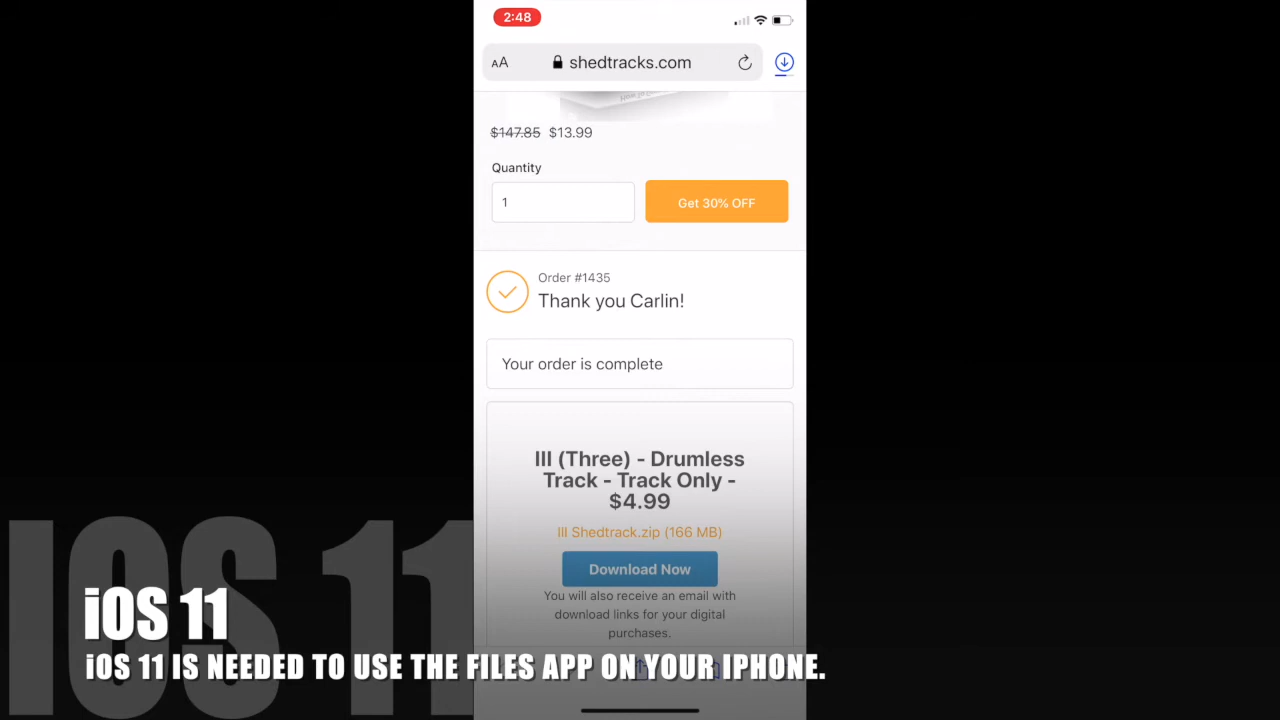 2:48
AA shedtracks.com
$147.85 $13.99
Quantity
1
Get 30% OFF
Order #1435
Thank you Carlin!
Your order is complete
III (Three) - Drumless
Track - Track Only -
$4.99
III Shedtrack.zip (166 MB)
Download Now
You will also receive an email with
download links for your digital
purchases.
iOS 11
iOS 11
iOS 11 IS NEEDED TO USE THE FILES APP ON YOUR IPHONE.